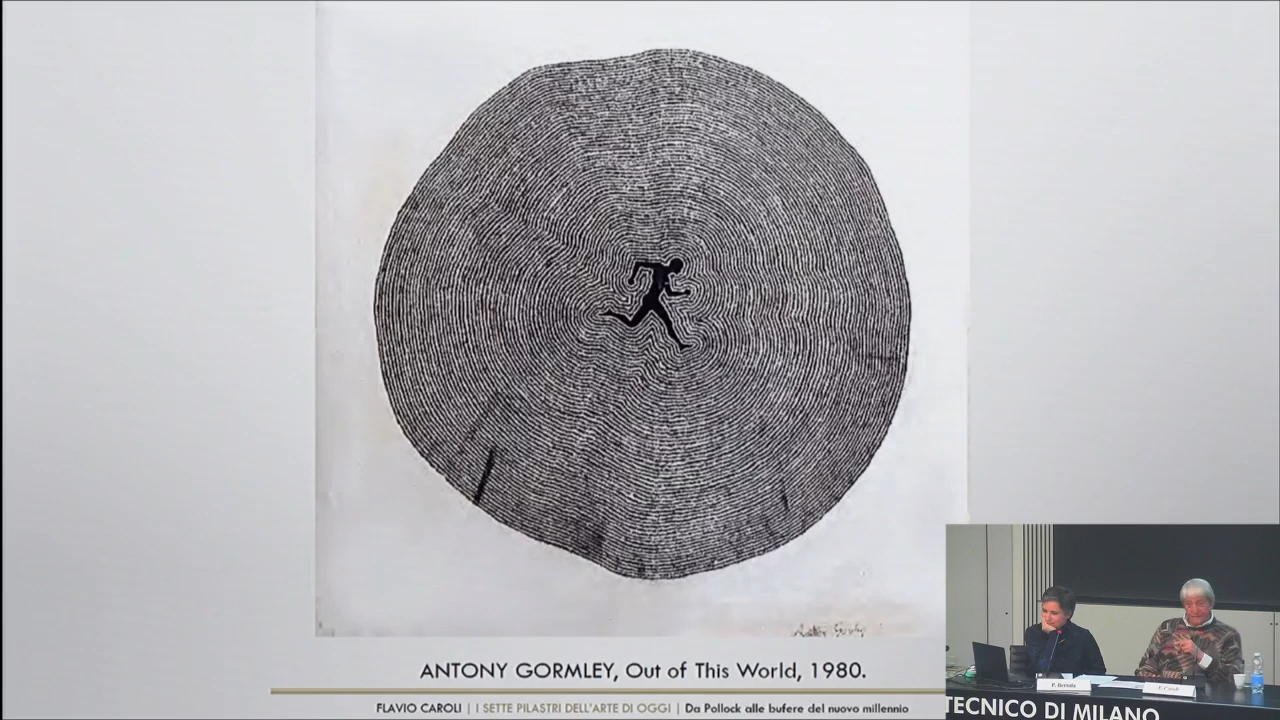 ANTONY GORMLEY, Out of This World, 1980.
FLAVIO CAROLI | I SETTE PILASTRI DELL'ARTE DI OGGI | Da Pollock alle bufere del nuovo millennio
TECNICO DI MILANO